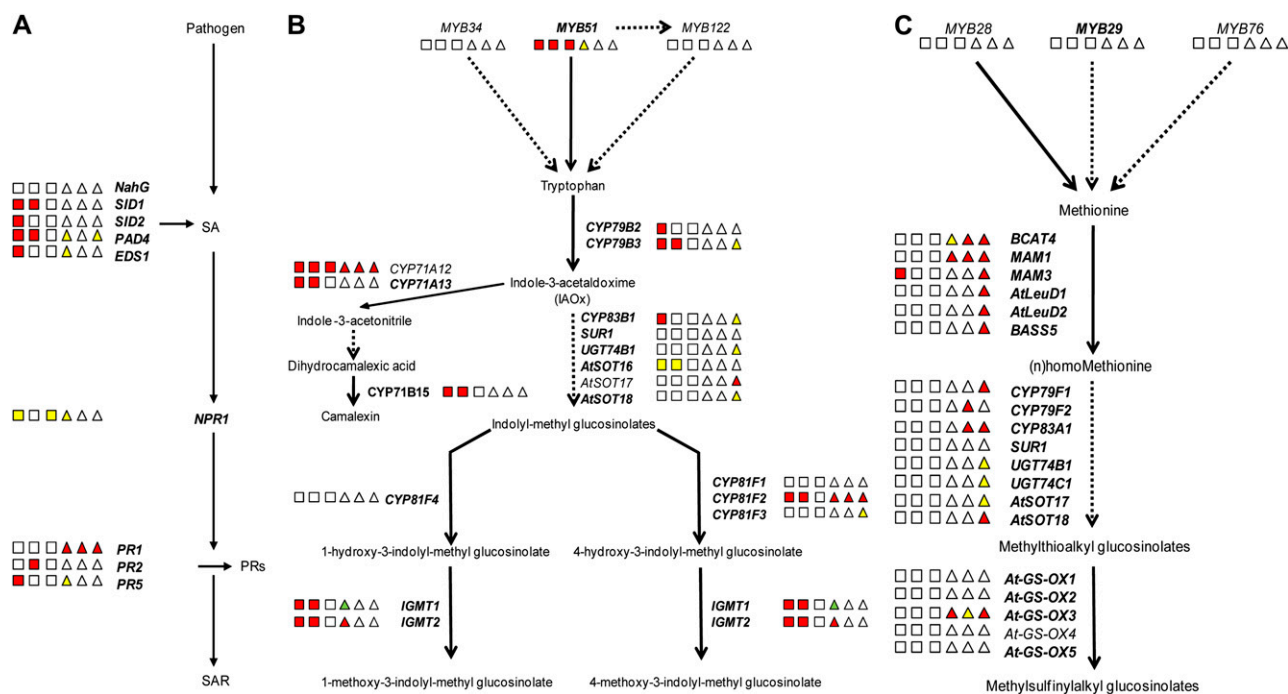 A
Pathogen
NahG
SID1
SID2
PAD4
EDS1
SA
NPR1
PR1
PR2
PR5
PRs
SAR
B
MYB34
MYB51
MYB122
Tryptophan
CYP79B2
CYP79B3
CYP71A12
CYP71A13
Indole-3-acetaldoxime
(IAOx)
Indole -3-acetonitrile
Dihydrocamalexic acid
CYP71B15
Camalexin
CYP83B1
SUR1
UGT74B1
AtSOT16
AtSOT17
AtSOT18
Indolyl-methyl glucosinolates
CYP81F4
CYP81F1
CYP81F2
CYP81F3
1-hydroxy-3-indolyl-methyl glucosinolate
4-hydroxy-3-indolyl-methyl glucosinolate
IGMT1
IGMT2
IGMT1
IGMT2
1-methoxy-3-indolyl-methyl glucosinolate
4-methoxy-3-indolyl-methyl glucosinolate
C
MYB28
MYB29
MYB76
Methionine
BCAT4
MAM1
MAM3
AtLeuD1
AtLeuD2
BASS5
(n)homoMethionine
CYP79F1
CYP79F2
CYP83A1
SUR1
UGT74B1
UGT74C1
AtSOT17
AtSOT18
Methylthioalkyl glucosinolates
At-GS-OX1
At-GS-OX2
At-GS-OX3
At-GS-OX4
At-GS-OX5
Methylsulfinylalkyl glucosinolates